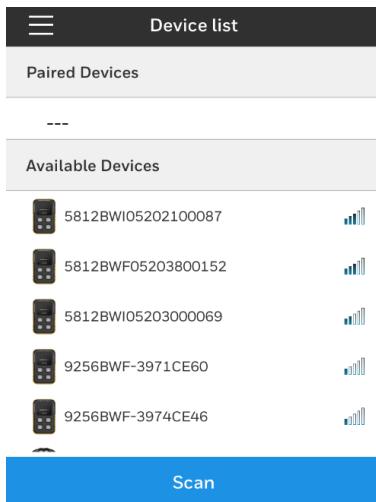 Device list
Paired Devices
---
Available Devices
5812BWI05202100087
5812BWF05203800152
5812BWI05203000069
9256BWF-3971CE60
9256BWF-3974CE46
Scan